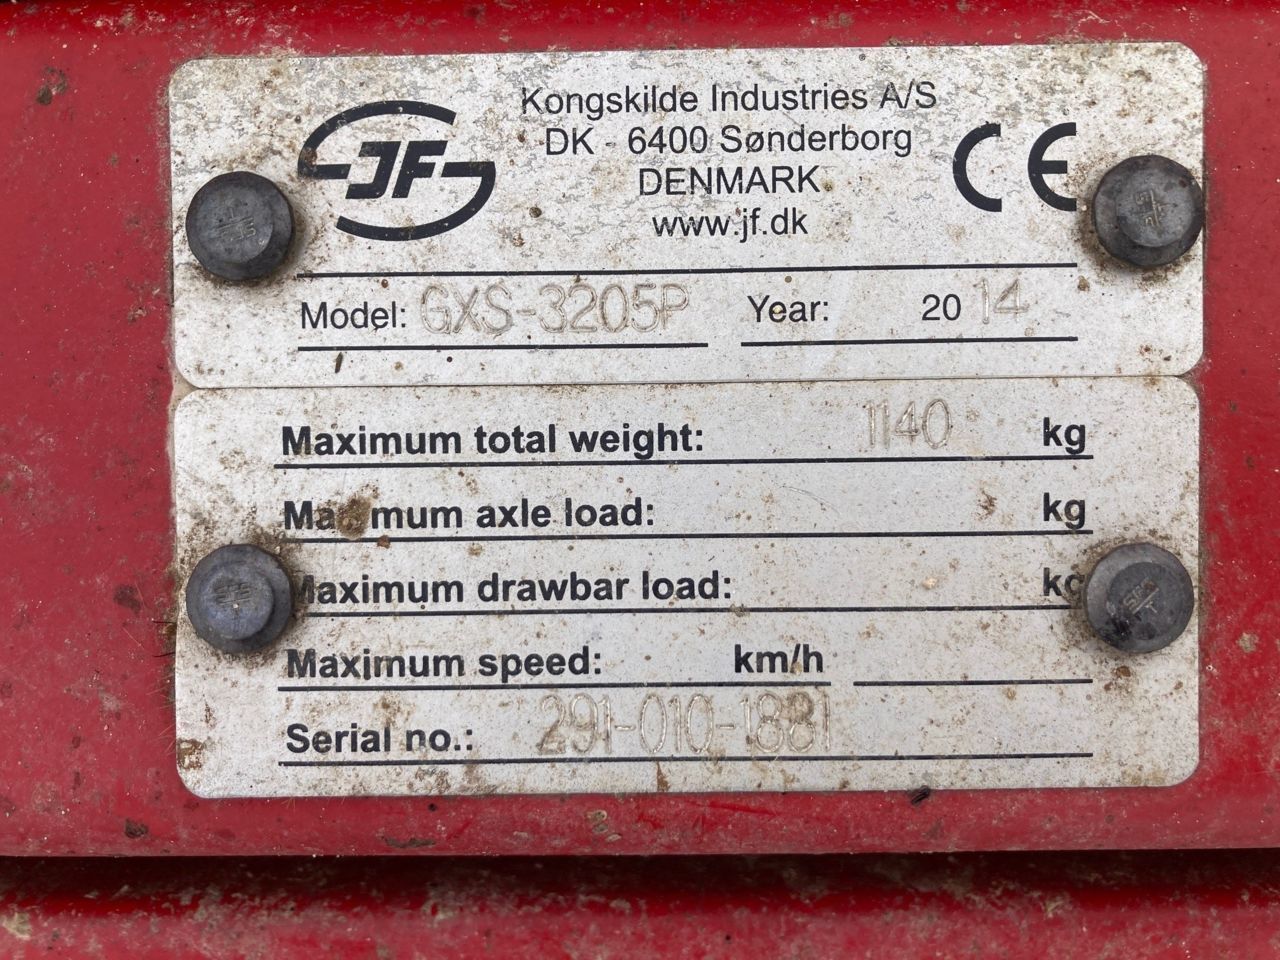 JF
Kongskilde Industries A/S
DK - 6400 Sønderborg
DENMARK
www.jf.dk
CE
Model: GXS-3205P Year: 2014
Maximum total weight: 1140 kg
Maximum axle load: kg
Maximum drawbar load: kg
Maximum speed: km/h
Serial no.: 291-010-1881